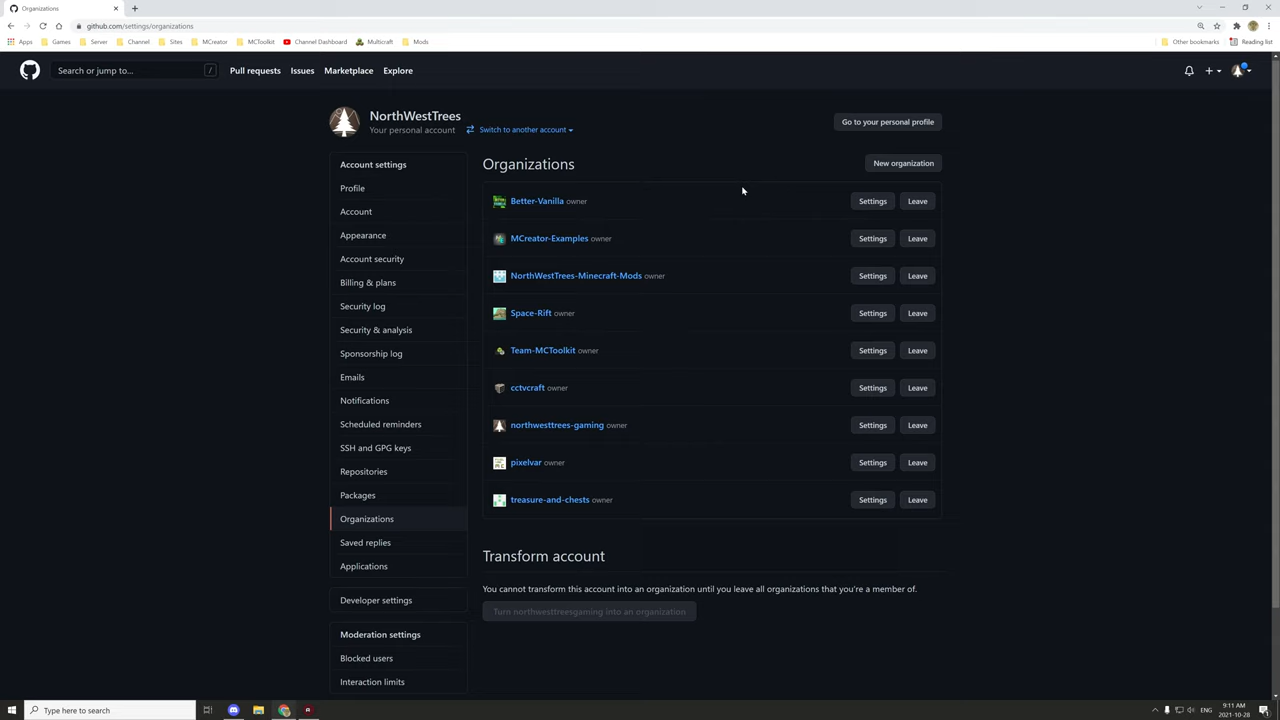 Organizations
github.com/settings/organizations
Apps
Games
Server
Channel
Sites
MCreator
MCToolkit
Channel Dashboard
Multicraft
Mods
Other bookmarks
Reading list
Search or jump to...
/
Pull requests
Issues
Marketplace
Explore
NorthWestTrees
Your personal account
Switch to another account
Go to your personal profile
Account settings
Profile
Account
Appearance
Account security
Billing & plans
Security log
Security & analysis
Sponsorship log
Emails
Notifications
Scheduled reminders
SSH and GPG keys
Repositories
Packages
Organizations
Saved replies
Applications
Developer settings
Moderation settings
Blocked users
Interaction limits
Organizations
New organization
Better-Vanilla owner
Settings
Leave
MCreator-Examples owner
Settings
Leave
NorthWestTrees-Minecraft-Mods owner
Settings
Leave
Space-Rift owner
Settings
Leave
Team-MCToolkit owner
Settings
Leave
cctvcraft owner
Settings
Leave
northwesttrees-gaming owner
Settings
Leave
pixelvar owner
Settings
Leave
treasure-and-chests owner
Settings
Leave
Transform account
You cannot transform this account into an organization until you leave all organizations that you're a member of.
Turn northwesttreesgaming into an organization
Type here to search
ENG
9:11 AM
2021-10-28